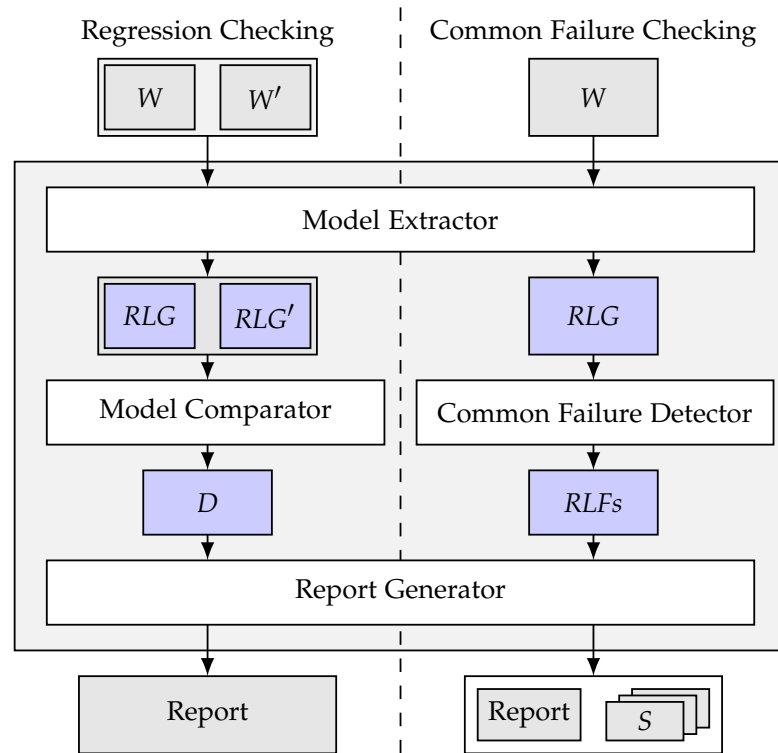 Regression Checking
Common Failure Checking
W W′
W
Model Extractor
RLG RLG′
RLG
Model Comparator
Common Failure Detector
D
RLFs
Report Generator
Report
Report S